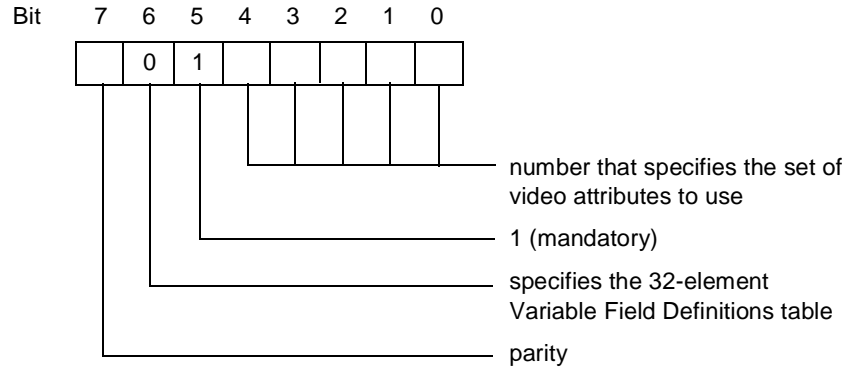 Bit 7 6 5 4 3 2 1 0
0 1
number that specifies the set of
video attributes to use
1 (mandatory)
specifies the 32-element
Variable Field Definitions table
parity